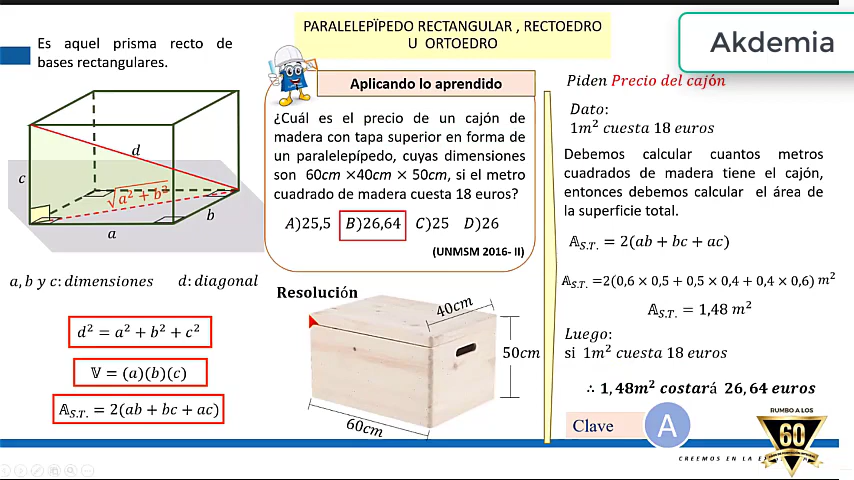 PARALELEPÏPEDO RECTANGULAR , RECTOEDRO
U ORTOEDRO
Akdemia
Es aquel prisma recto de
bases rectangulares.
d
c
√a² + b²
b
a
a, b y c: dimensiones d: diagonal
d² = a² + b² + c²
𝕍 = (a)(b)(c)
𝔸S.T. = 2(ab + bc + ac)
Aplicando lo aprendido
¿Cuál es el precio de un cajón de
madera con tapa superior en forma de
un paralelepípedo, cuyas dimensiones
son 60cm ×40cm × 50cm, si el metro
cuadrado de madera cuesta 18 euros?
A)25,5 B)26,64 C)25 D)26
(UNMSM 2016- II)
Resolución:
40cm
50cm
60cm
Piden Precio del cajón
Dato:
1m² cuesta 18 euros
Debemos calcular cuantos metros
cuadrados de madera tiene el cajón,
entonces debemos calcular el área de
la superficie total.
𝔸S.T. = 2(ab + bc + ac)
𝔸S.T. =2(0,6 × 0,5 + 0,5 × 0,4 + 0,4 × 0,6) m²
𝔸S.T. = 1,48 m²
Luego:
si 1m² cuesta 18 euros
∴ 1, 48m² costará 26, 64 euros
Clave A
RUMBO A LOS
60
CREEMOS EN LA